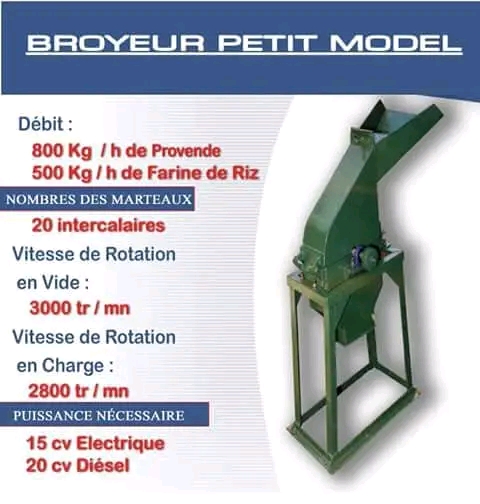 BROYEUR PETIT MODEL
Débit :
800 Kg / h de Provende
500 Kg / h de Farine de Riz
NOMBRES DES MARTEAUX
20 intercalaires
Vitesse de Rotation
en Vide :
3000 tr / mn
Vitesse de Rotation
en Charge :
2800 tr / mn
PUISSANCE NÉCESSAIRE
15 cv Electrique
20 cv Diésel